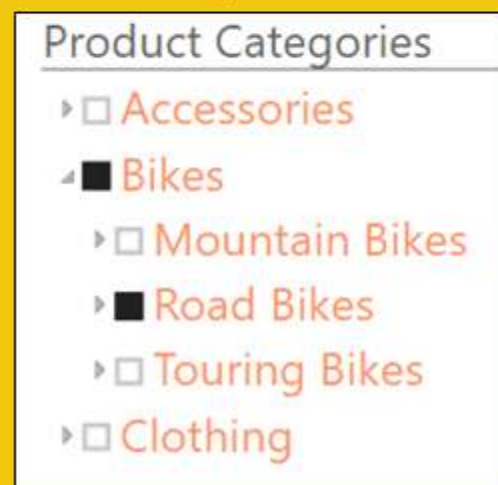 Product Categories
Accessories
Bikes
Mountain Bikes
Road Bikes
Touring Bikes
Clothing